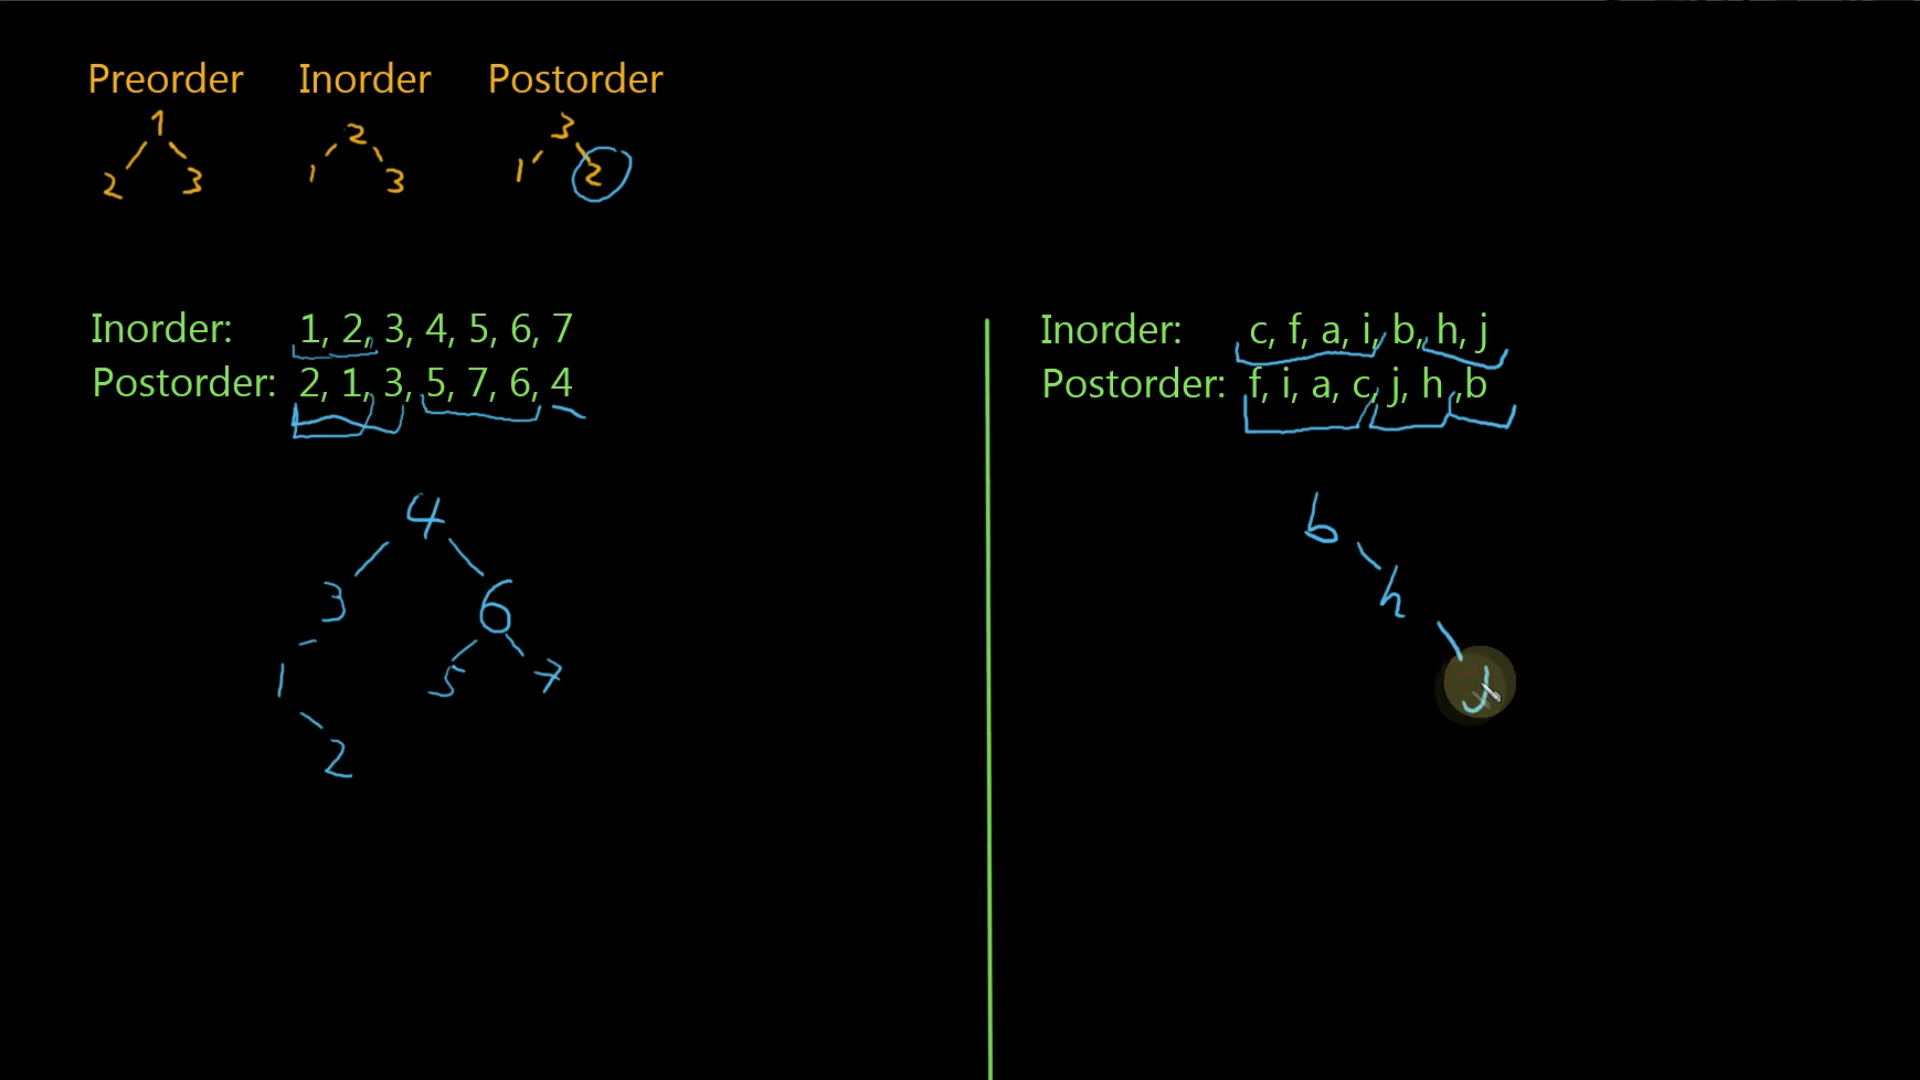 Preorder Inorder Postorder
1 2 3
2 3 1 3 1 2
Inorder: 1, 2, 3, 4, 5, 6, 7
Postorder: 2, 1, 3, 5, 7, 6, 4
4
3 6
1 5 7
2
Inorder: c, f, a, i, b, h, j
Postorder: f, i, a, c, j, h ,b
b
h
j